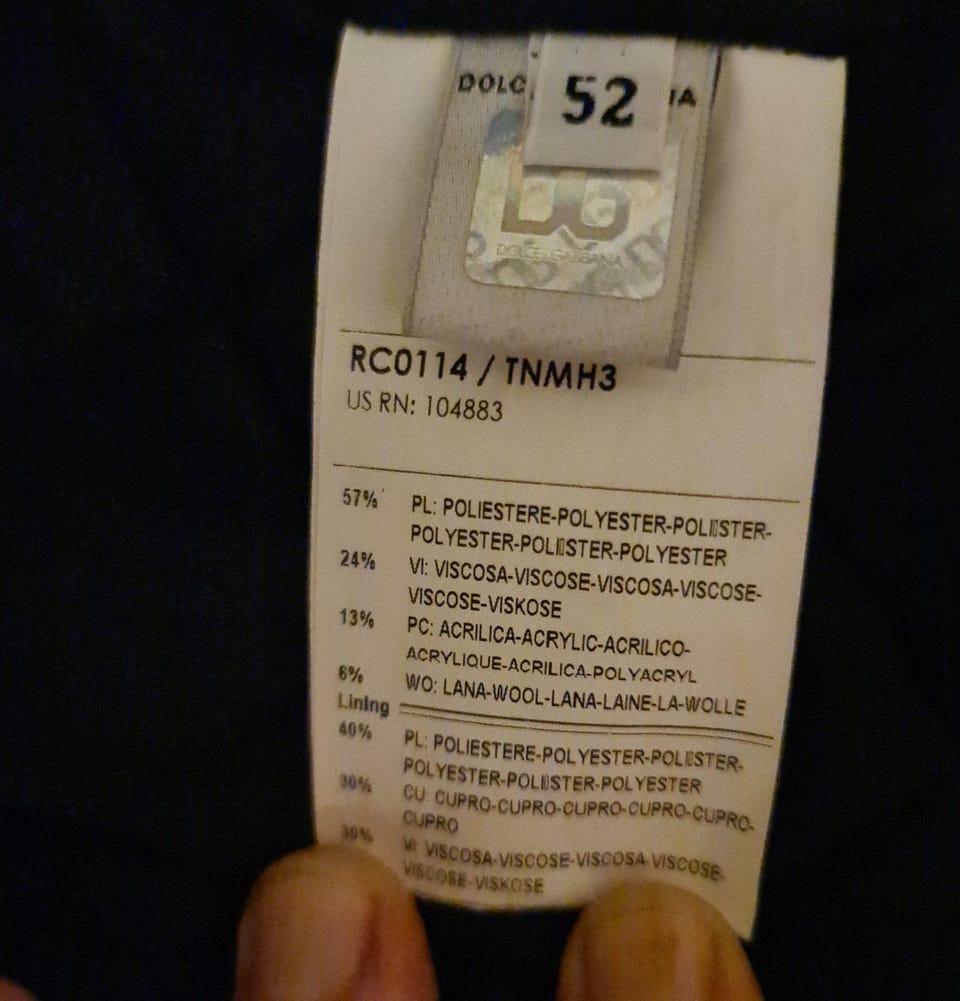 DOLC
NA
52
DG
DOLCE & GABBANA
RC0114 / TNMH3
US RN: 104883
57% PL: POLIESTERE-POLYESTER-POLIESTER-
POLYESTER-POLIESTER-POLYESTER
24% VI: VISCOSA-VISCOSE-VISCOSA-VISCOSE-
VISCOSE-VISKOSE
13% PC: ACRILICA-ACRYLIC-ACRILICO-
ACRYLIQUE-ACRILICA-POLYACRYL
6% WO: LANA-WOOL-LANA-LAINE-LA-WOLLE
Lining
40% PL: POLIESTERE-POLYESTER-POLIESTER-
POLYESTER-POLIESTER-POLYESTER
30% CU: CUPRO-CUPRO-CUPRO-CUPRO-CUPRO-
CUPRO
30% VI: VISCOSA-VISCOSE-VISCOSA-VISCOSE-
VISCOSE-VISKOSE